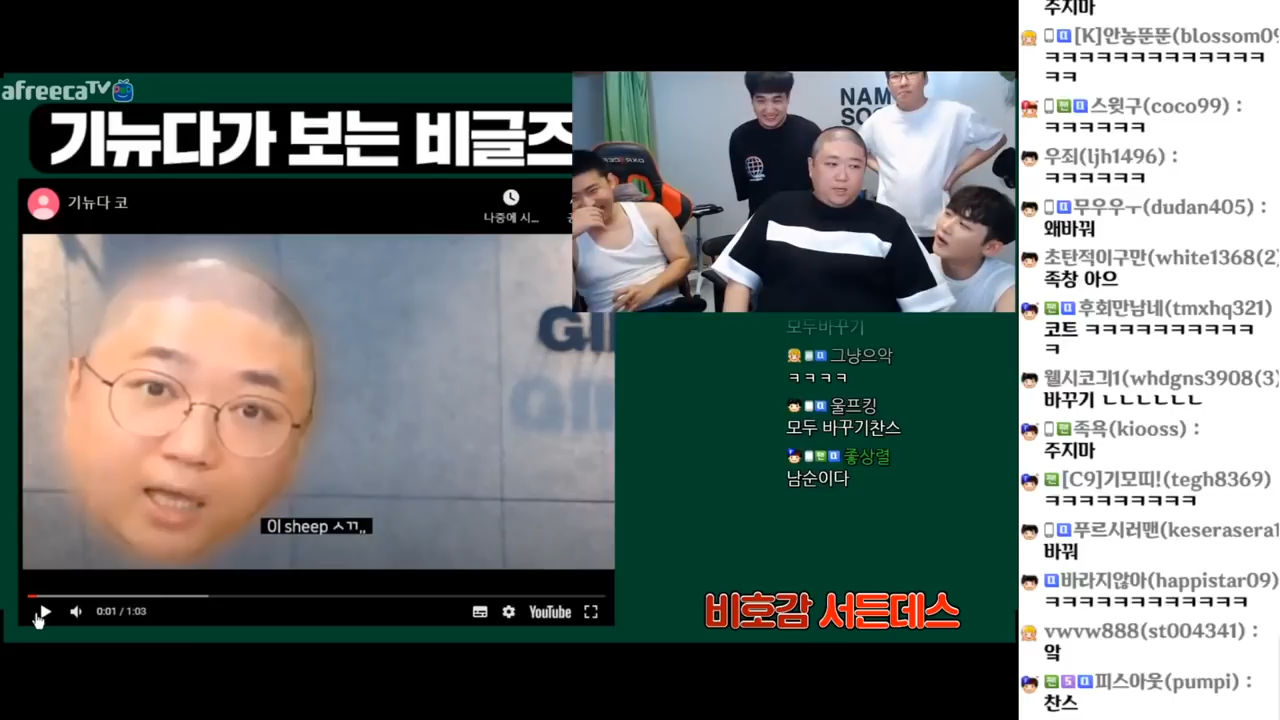 afreecaTV
기뉴다가 보는 비글즈
기뉴다 코
나중에 시...
NAM
이 sheep ㅅㄲ,,
0:01 / 1:03
YouTube
모두바꾸기
그냥으악
ㅋㅋㅋㅋ
울프킹
모두 바꾸기찬스
좋상렬
남순이다
비호감 서든데스
주지마
[K]안농뚠뚠(blossom09
ㅋㅋㅋㅋㅋㅋㅋㅋㅋㅋㅋㅋㅋ
ㅋㅋ
스윗구(coco99) :
ㅋㅋㅋㅋㅋㅋ
우죄(ljh1496) :
ㅋㅋㅋㅋㅋㅋ
무우우ㅜ(dudan405) :
왜바꿔
초탄적이구만(white1368(2)
족창 아으
후회만남네(tmxhq321)
코트 ㅋㅋㅋㅋㅋㅋㅋㅋㅋㅋ
ㅋ
웰시코긔1(whdgns3908(3)
바꾸기 ㄴㄴㄴㄴㄴㄴ
족욕(kiooss) :
주지마
[C9]기모띠!(tegh8369)
ㅋㅋㅋㅋㅋㅋㅋㅋㅋ
푸르시러맨(keserasera1
바꿔
바라지않아(happistar09)
ㅋㅋㅋㅋㅋㅋㅋㅋㅋㅋㅋㅋ
vwvw888(st004341) :
앜
피스아웃(pumpi) :
찬스